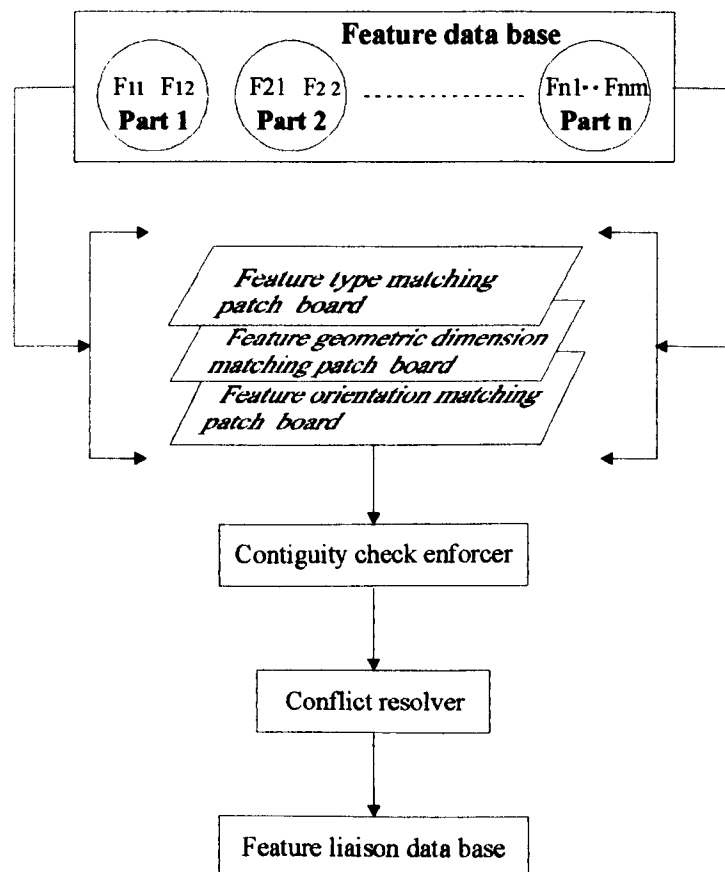 Feature data base
F11 F12 F21 F22 Fn1··Fnm
Part 1 Part 2 Part n
Feature type matching
patch board
Feature geometric dimension
matching patch board
Feature orientation matching
patch board
Contiguity check enforcer
Conflict resolver
Feature liaison data base